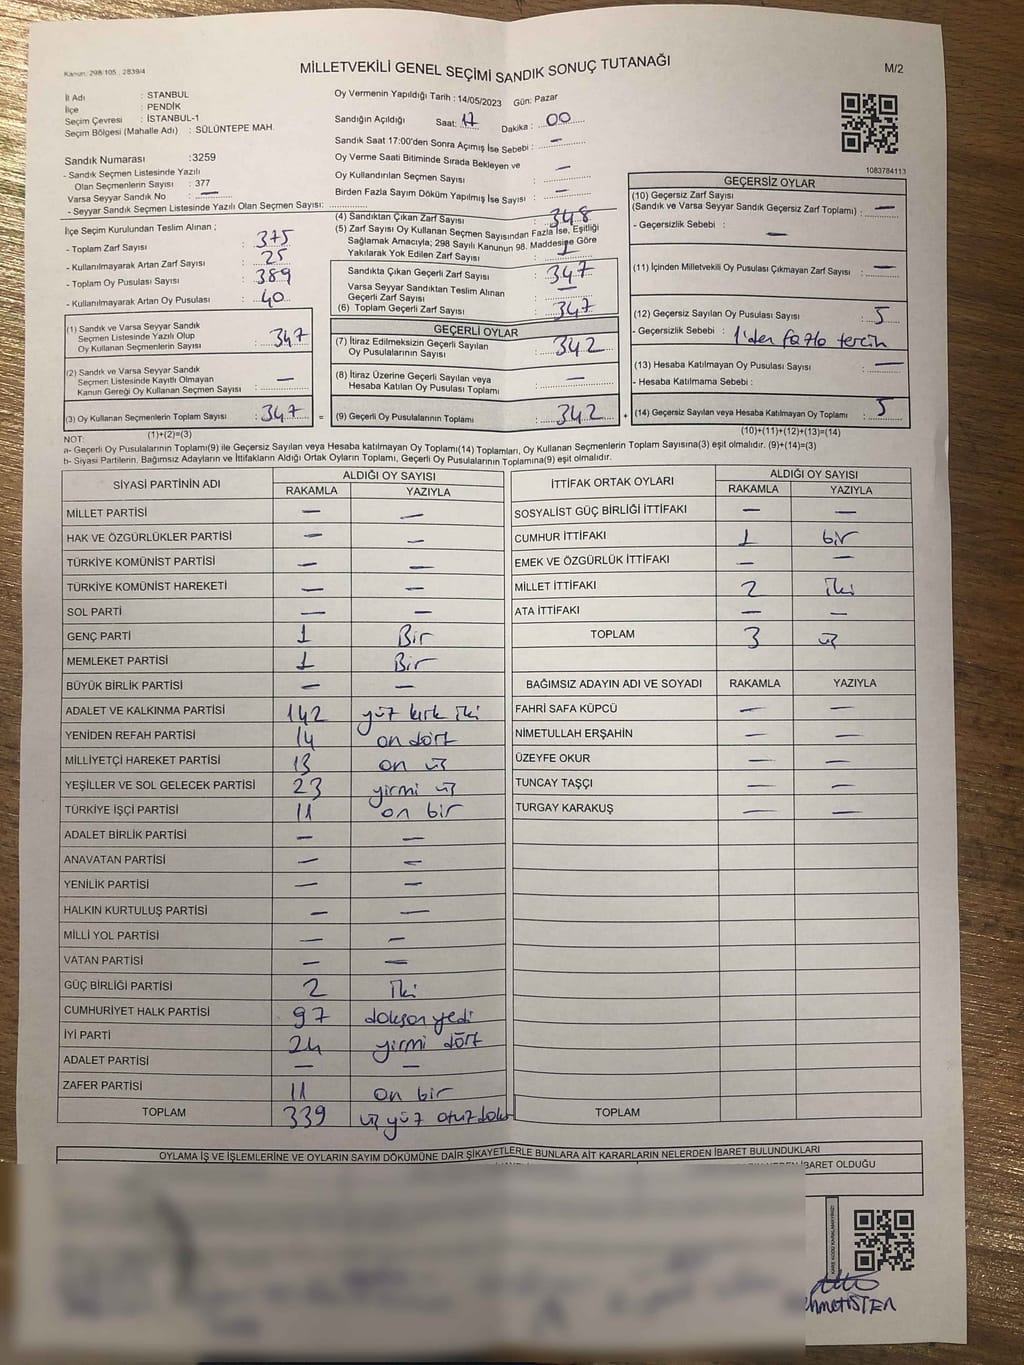 Kanun: 298/105 , 2839/4
MİLLETVEKİLİ GENEL SEÇİMİ SANDIK SONUÇ TUTANAĞI
M/2
İl Adı : STANBUL
İlçe : PENDİK
Seçim Çevresi : İSTANBUL-1
Seçim Bölgesi (Mahalle Adı) : SÜLÜNTEPE MAH.
Oy Vermenin Yapıldığı Tarih : 14/05/2023 Gün: Pazar
Sandığın Açıldığı Saat: 17 Dakika : 00
Sandık Saat 17:00'den Sonra Açımış İse Sebebi : —
Oy Verme Saati Bitiminde Sırada Bekleyen ve
Oy Kullandırılan Seçmen Sayısı : —
Birden Fazla Sayım Döküm Yapılmış İse Sayısı : —
1083784113
Sandık Numarası :3259
- Sandık Seçmen Listesinde Yazılı
Olan Seçmenlerin Sayısı : 377
Varsa Seyyar Sandık No : —
- Seyyar Sandık Seçmen Listesinde Yazılı Olan Seçmen Sayısı:
İlçe Seçim Kurulundan Teslim Alınan ;
- Toplam Zarf Sayısı : 375
- Kullanılmayarak Artan Zarf Sayısı : 25
- Toplam Oy Pusulası Sayısı : 389
- Kullanılmayarak Artan Oy Pusulası : 40
(1) Sandık ve Varsa Seyyar Sandık
Seçmen Listesinde Yazılı Olup
Oy Kullanan Seçmenlerin Sayısı : 347
(2) Sandık ve Varsa Seyyar Sandık
Seçmen Listesinde Kayıtlı Olmayan
Kanun Gereği Oy Kullanan Seçmen Sayısı : —
(3) Oy Kullanan Seçmenlerin Toplam Sayısı : 347 =
(1)+(2)=(3)
(4) Sandıktan Çıkan Zarf Sayısı : 348
(5) Zarf Sayısı Oy Kullanan Seçmen Sayısından Fazla İse, Eşitliği
Sağlamak Amacıyla; 298 Sayılı Kanunun 98. Maddesine Göre
Yakılarak Yok Edilen Zarf Sayısı : 1
Sandıkta Çıkan Geçerli Zarf Sayısı : 347
Varsa Seyyar Sandıktan Teslim Alınan
Geçerli Zarf Sayısı : —
(6) Toplam Geçerli Zarf Sayısı : 347
GEÇERLİ OYLAR
(7) İtiraz Edilmeksizin Geçerli Sayılan
Oy Pusulalarının Sayısı : 342
(8) İtiraz Üzerine Geçerli Sayılan veya
Hesaba Katılan Oy Pusulaları Toplamı : —
(9) Geçerli Oy Pusulalarının Toplamı : 342 +
GEÇERSİZ OYLAR
(10) Geçersiz Zarf Sayısı
(Sandık ve Varsa Seyyar Sandık Geçersiz Zarf Toplamı) : —
- Geçersizlik Sebebi : —
(11) İçinden Milletvekili Oy Pusulası Çıkmayan Zarf Sayısı : —
(12) Geçersiz Sayılan Oy Pusulası Sayısı : 5
- Geçersizlik Sebebi : 1'den fazla tercih
(13) Hesaba Katılmayan Oy Pusulası Sayısı : —
- Hesaba Katılmama Sebebi :
(14) Geçersiz Sayılan veya Hesaba Katılmayan Oy Toplamı : 5
(10)+(11)+(12)+(13)=(14)
NOT:
a- Geçerli Oy Pusulalarının Toplamı(9) ile Geçersiz Sayılan veya Hesaba katılmayan Oy Toplamı(14) Toplamları, Oy Kullanan Seçmenlerin Toplam Sayısına(3) eşit olmalıdır. (9)+(14)=(3)
b- Siyasi Partilerin, Bağımsız Adayların ve İttifakların Aldığı Ortak Oyların Toplamı, Geçerli Oy Pusulalarının Toplamına(9) eşit olmalıdır.
SİYASİ PARTİNİN ADI ALDIĞI OY SAYISI
RAKAMLA YAZIYLA
MİLLET PARTİSİ — —
HAK VE ÖZGÜRLÜKLER PARTİSİ — —
TÜRKİYE KOMÜNİST PARTİSİ — —
TÜRKİYE KOMÜNİST HAREKETİ — —
SOL PARTİ — —
GENÇ PARTİ 1 Bir
MEMLEKET PARTİSİ 1 Bir
BÜYÜK BİRLİK PARTİSİ — —
ADALET VE KALKINMA PARTİSİ 142 yüz kırk iki
YENİDEN REFAH PARTİSİ 14 on dört
MİLLİYETÇİ HAREKET PARTİSİ 13 on üç
YEŞİLLER VE SOL GELECEK PARTİSİ 23 yirmi üç
TÜRKİYE İŞÇİ PARTİSİ 11 on bir
ADALET BİRLİK PARTİSİ — —
ANAVATAN PARTİSİ — —
YENİLİK PARTİSİ — —
HALKIN KURTULUŞ PARTİSİ — —
MİLLİ YOL PARTİSİ — —
VATAN PARTİSİ — —
GÜÇ BİRLİĞİ PARTİSİ 2 İki
CUMHURİYET HALK PARTİSİ 97 doksan yedi
İYİ PARTİ 24 yirmi dört
ADALET PARTİSİ — —
ZAFER PARTİSİ 11 on bir
TOPLAM 339 üç yüz otuz doku
İTTİFAK ORTAK OYLARI ALDIĞI OY SAYISI
RAKAMLA YAZIYLA
SOSYALİST GÜÇ BİRLİĞİ İTTİFAKI — —
CUMHUR İTTİFAKI 1 bir
EMEK VE ÖZGÜRLÜK İTTİFAKI — —
MİLLET İTTİFAKI 2 İki
ATA İTTİFAKI — —
TOPLAM 3 üç
BAĞIMSIZ ADAYIN ADI VE SOYADI RAKAMLA YAZIYLA
FAHRİ SAFA KÜPCÜ — —
NİMETULLAH ERŞAHİN — —
ÜZEYFE OKUR — —
TUNCAY TAŞÇI — —
TURGAY KARAKUŞ — —
TOPLAM
OYLAMA İŞ VE İŞLEMLERİNE VE OYLARIN SAYIM DÖKÜMÜNE DAİR ŞİKAYETLERLE BUNLARA AİT KARARLARIN NELERDEN İBARET BULUNDUKLARI
İBARET OLDUĞU